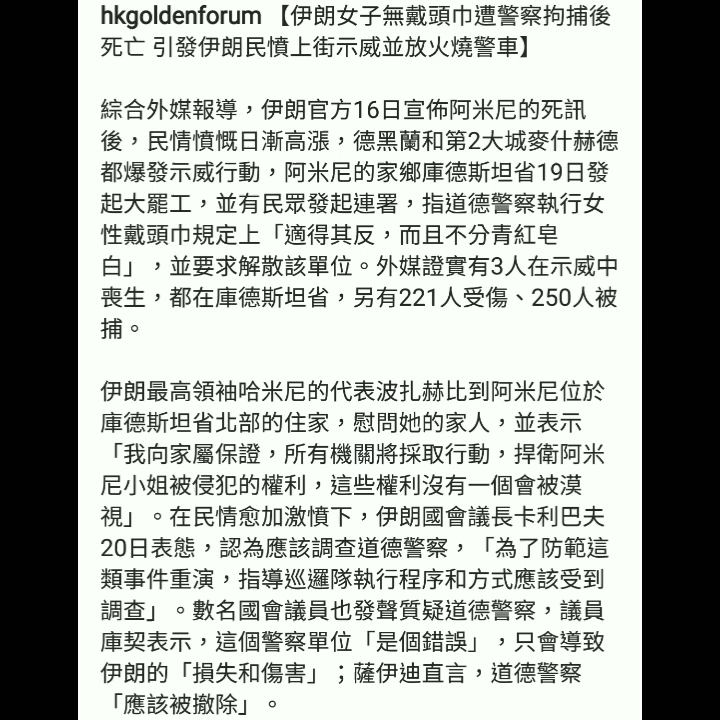 hkgoldenforum 【伊朗女子無戴頭巾遭警察拘捕後
死亡 引發伊朗民憤上街示威並放火燒警車】
綜合外媒報導，伊朗官方16日宣佈阿米尼的死訊
後，民情憤慨日漸高漲，德黑蘭和第2大城麥什赫德
都爆發示威行動，阿米尼的家鄉庫德斯坦省19日發
起大罷工，並有民眾發起連署，指道德警察執行女
性戴頭巾規定上「適得其反，而且不分青紅皂
白」，並要求解散該單位。外媒證實有3人在示威中
喪生，都在庫德斯坦省，另有221人受傷、250人被
捕。
伊朗最高領袖哈米尼的代表波扎赫比到阿米尼位於
庫德斯坦省北部的住家，慰問她的家人，並表示
「我向家屬保證，所有機關將採取行動，捍衛阿米
尼小姐被侵犯的權利，這些權利沒有一個會被漠
視」。在民情愈加激憤下，伊朗國會議長卡利巴夫
20日表態，認為應該調查道德警察，「為了防範這
類事件重演，指導巡邏隊執行程序和方式應該受到
調查」。數名國會議員也發聲質疑道德警察，議員
庫契表示，這個警察單位「是個錯誤」，只會導致
伊朗的「損失和傷害」；薩伊迪直言，道德警察
「應該被撤除」。